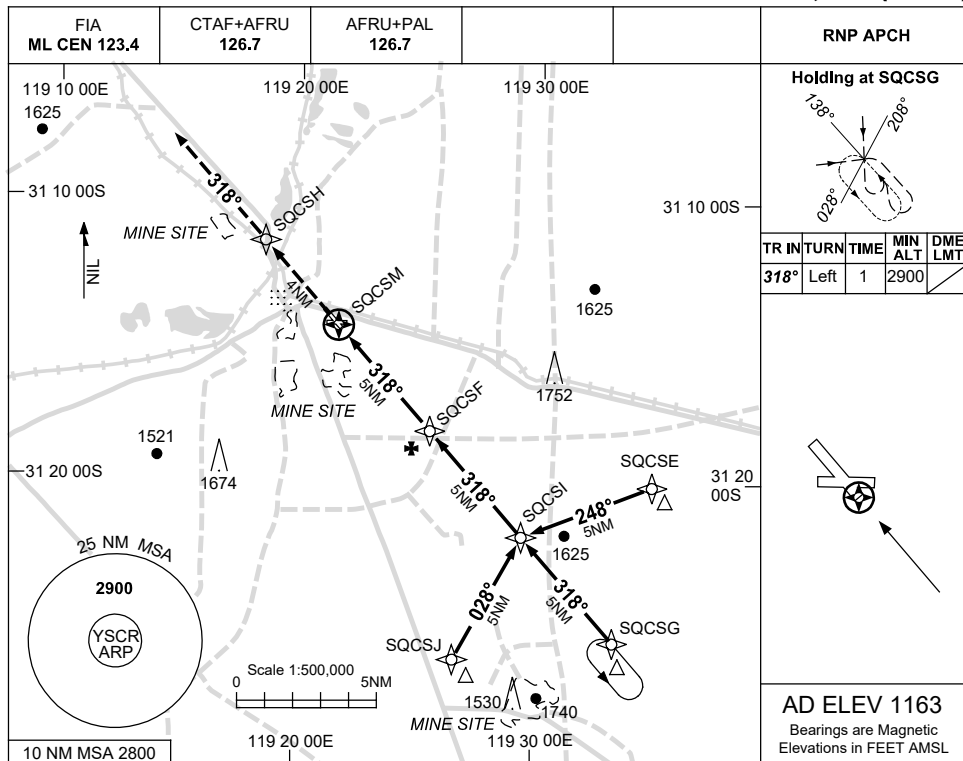 FIA
ML CEN 123.4
CTAF+AFRU
126.7
AFRU+PAL
126.7
RNP APCH
119 10 00E
119 20 00E
119 30 00E
1625
31 10 00S
31 10 00S
NIL
318°
SQCSH
MINE SITE
4NM
SQCSM
1625
318°
5NM
MINE SITE
SQCSF
1752
1521
1674
31 20 00S
31 20
00S
318°
5NM
SQCSI
SQCSE
248°
5NM
1625
25 NM MSA
2900
YSCR
ARP
028°
5NM
318°
5NM
SQCSJ
SQCSG
Scale 1:500,000
0
5NM
1530
1740
MINE SITE
10 NM MSA 2800
119 20 00E
119 30 00E
Holding at SQCSG
138°
208°
028°
TR IN
TURN
TIME
MIN
ALT
DME
LMT
318°
Left
1
2900
AD ELEV 1163
Bearings are Magnetic
Elevations in FEET AMSL